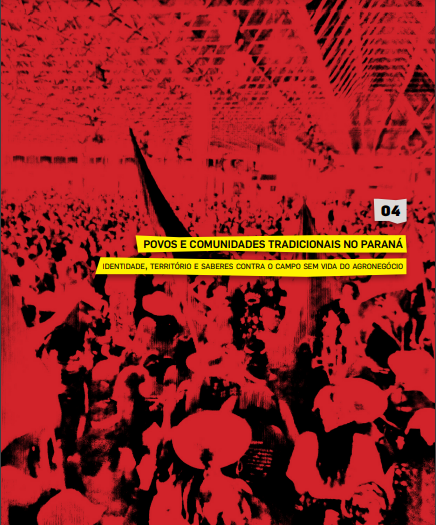 04
POVOS E COMUNIDADES TRADICIONAIS NO PARANÁ
IDENTIDADE, TERRITÓRIO E SABERES CONTRA O CAMPO SEM VIDA DO AGRONEGÓCIO